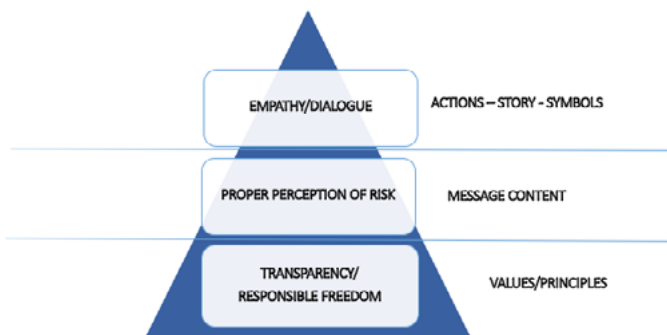 EMPATHY/DIALOGUE
ACTIONS – STORY - SYMBOLS
PROPER PERCEPTION OF RISK
MESSAGE CONTENT
TRANSPARENCY/
RESPONSIBLE FREEDOM
VALUES/PRINCIPLES